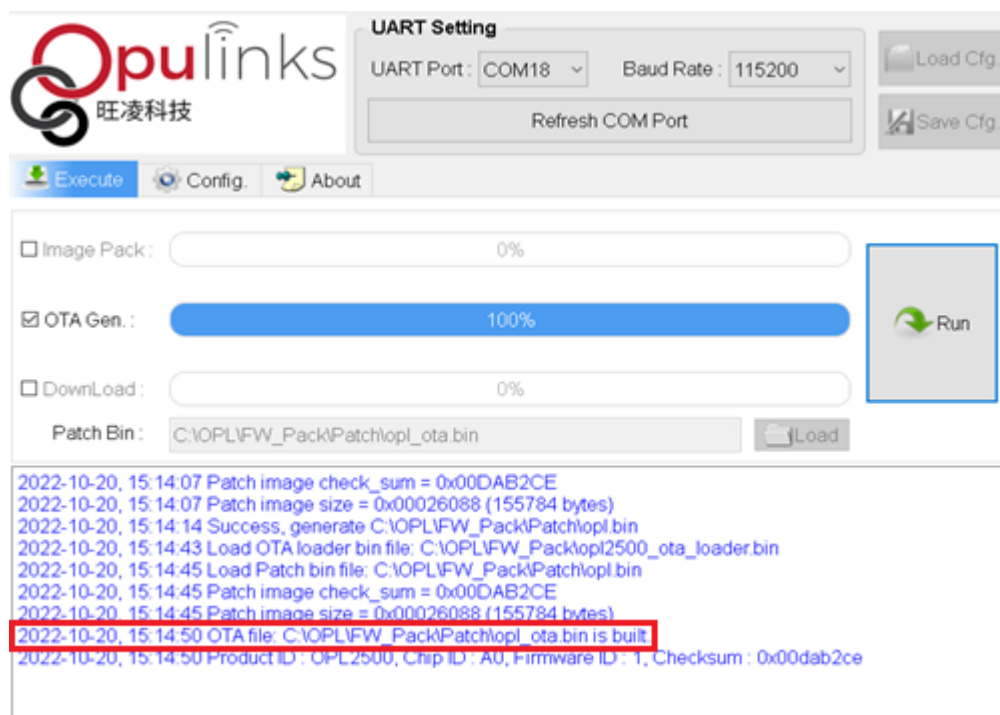 Opulinks
旺凌科技
UART Setting
UART Port : COM18
Baud Rate : 115200
Refresh COM Port
Load Cfg.
Save Cfg.
Execute
Config.
About
Image Pack :
0%
OTA Gen. :
100%
Run
DownLoad :
0%
Patch Bin :
C:\OPL\FW_Pack\Patch\opl_ota.bin
Load
2022-10-20, 15:14:07 Patch image check_sum = 0x00DAB2CE
2022-10-20, 15:14:07 Patch image size = 0x00026088 (155784 bytes)
2022-10-20, 15:14:14 Success, generate C:\OPL\FW_Pack\Patch\opl.bin
2022-10-20, 15:14:43 Load OTA loader bin file: C:\OPL\FW_Pack\opl2500_ota_loader.bin
2022-10-20, 15:14:45 Load Patch bin file: C:\OPL\FW_Pack\Patch\opl.bin
2022-10-20, 15:14:45 Patch image check_sum = 0x00DAB2CE
2022-10-20, 15:14:45 Patch image size = 0x00026088 (155784 bytes)
2022-10-20, 15:14:50 OTA file: C:\OPL\FW_Pack\Patch\opl_ota.bin is built.
2022-10-20, 15:14:50 Product ID : OPL2500, Chip ID : A0, Firmware ID : 1, Checksum : 0x00dab2ce